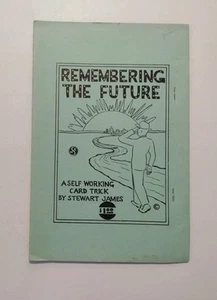 REMEMBERING
THE FUTURE
A SELF WORKING
CARD TRICK
BY STEWART JAMES